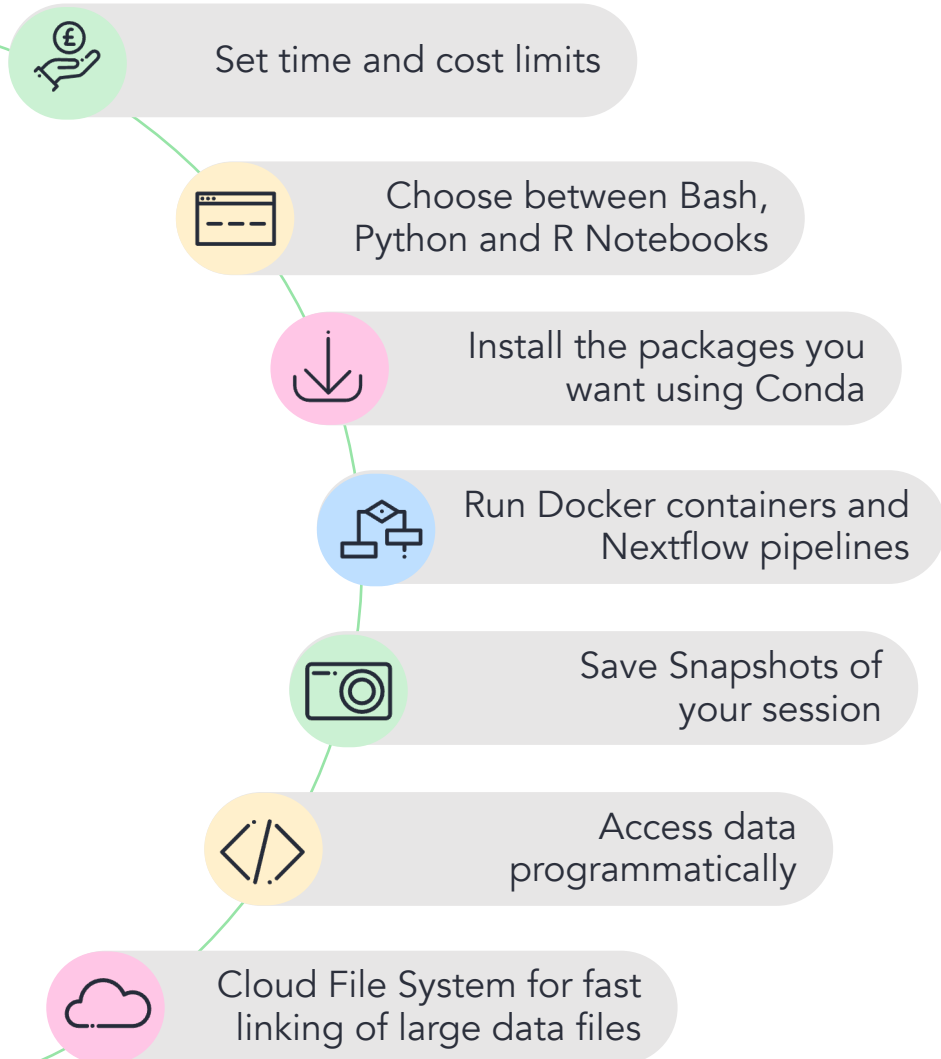 £
Set time and cost limits
Choose between Bash,
Python and R Notebooks
Install the packages you
want using Conda
Run Docker containers and
Nextflow pipelines
Save Snapshots of
your session
</>
Access data
programmatically
Cloud File System for fast
linking of large data files